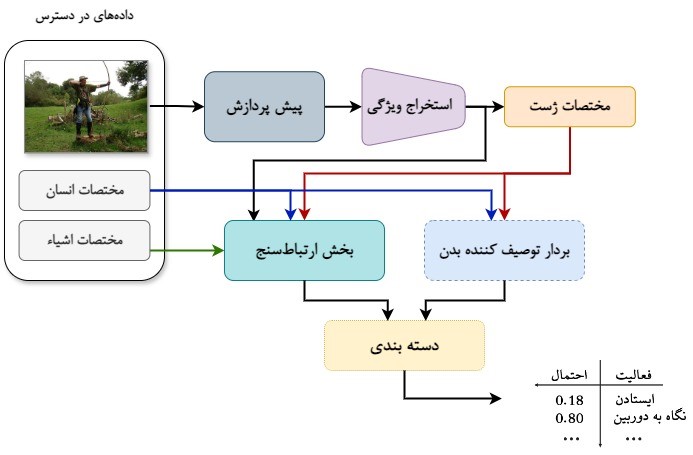 داده‌های در دسترس
پیش پردازش
استخراج ویژگی
مختصات ژست
مختصات انسان
مختصات اشیاء
بخش ارتباط‌سنج
بردار توصیف کننده بدن
دسته بندی
فعالیت احتمال
ایستادن 0.18
نگاه به دوربین 0.80
... ...